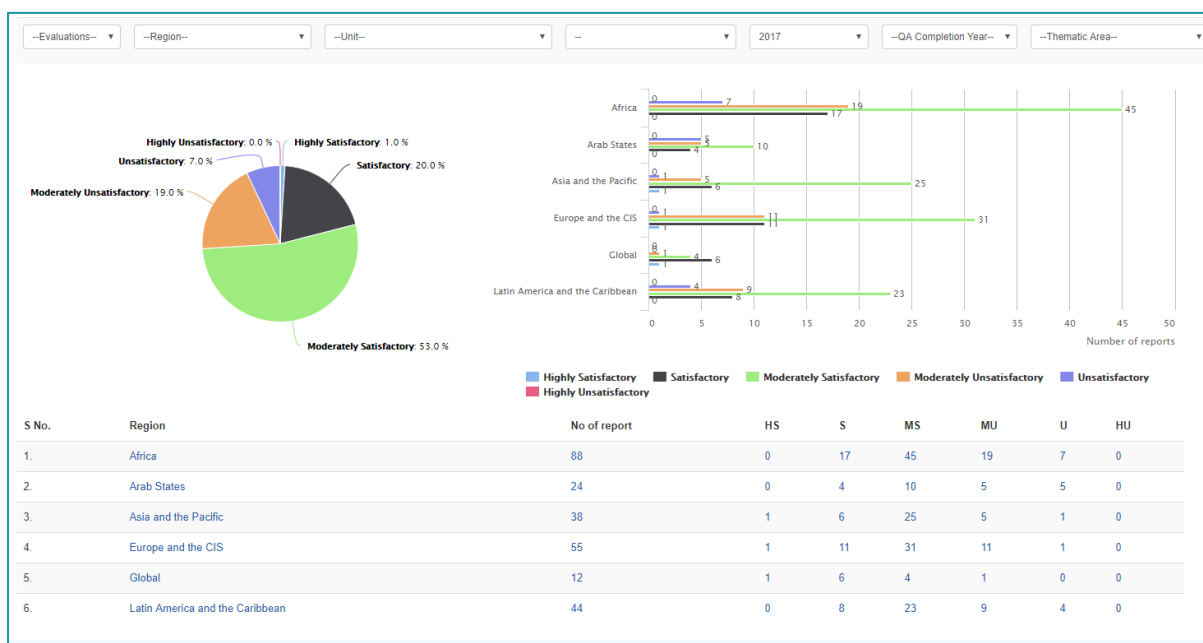 --Evaluations-- --Region-- --Unit-- -- 2017 --QA Completion Year-- --Thematic Area--
Highly Unsatisfactory: 0.0 % Highly Satisfactory: 1.0 %
Unsatisfactory: 7.0 % Satisfactory: 20.0 %
Moderately Unsatisfactory: 19.0 %
Moderately Satisfactory: 53.0 %
Africa 0 7 19 45 17 0
Arab States 0 5 5 10 4 0
Asia and the Pacific 0 1 5 25 6 1
Europe and the CIS 0 1 11 31 11 1
Global 0 0 1 4 6 1
Latin America and the Caribbean 0 4 9 23 8 0
0 5 10 15 20 25 30 35 40 45 50
Number of reports
Highly Satisfactory Satisfactory Moderately Satisfactory Moderately Unsatisfactory Unsatisfactory
Highly Unsatisfactory
S No. Region No of report HS S MS MU U HU
1. Africa 88 0 17 45 19 7 0
2. Arab States 24 0 4 10 5 5 0
3. Asia and the Pacific 38 1 6 25 5 1 0
4. Europe and the CIS 55 1 11 31 11 1 0
5. Global 12 1 6 4 1 0 0
6. Latin America and the Caribbean 44 0 8 23 9 4 0